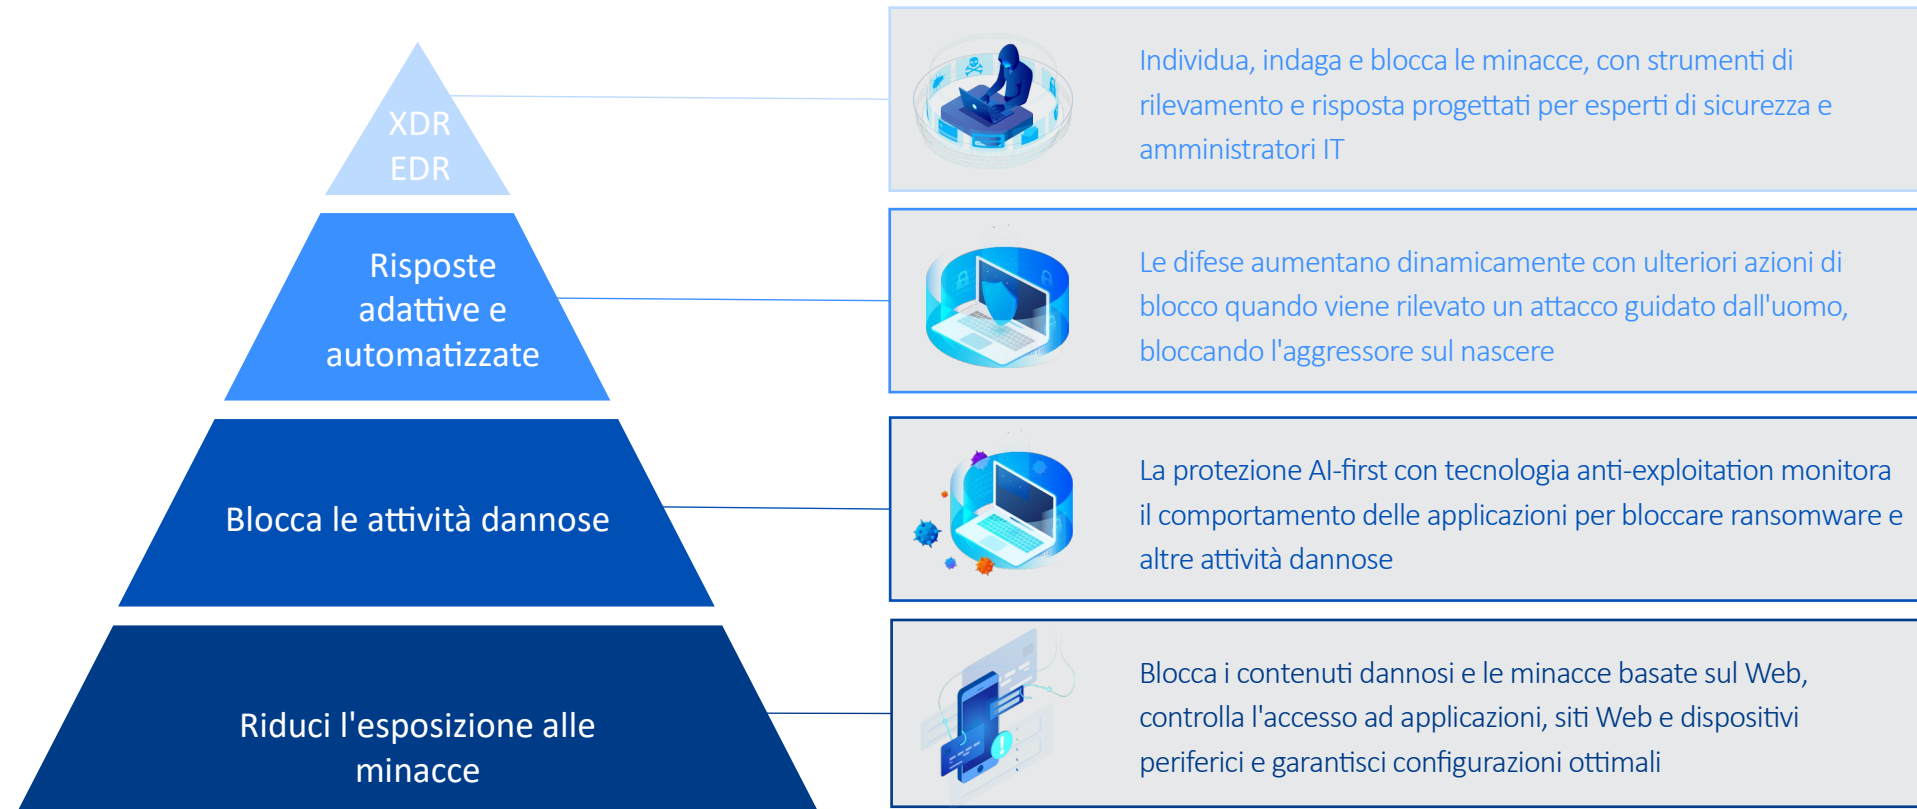 XDR
EDR
Individua, indaga e blocca le minacce, con strumenti di
rilevamento e risposta progettati per esperti di sicurezza e
amministratori IT
Risposte
adattive e
automatizzate
Le difese aumentano dinamicamente con ulteriori azioni di
blocco quando viene rilevato un attacco guidato dall'uomo,
bloccando l'aggressore sul nascere
Blocca le attività dannose
La protezione AI-first con tecnologia anti-exploitation monitora
il comportamento delle applicazioni per bloccare ransomware e
altre attività dannose
Riduci l'esposizione alle
minacce
Blocca i contenuti dannosi e le minacce basate sul Web,
controlla l'accesso ad applicazioni, siti Web e dispositivi
periferici e garantisci configurazioni ottimali